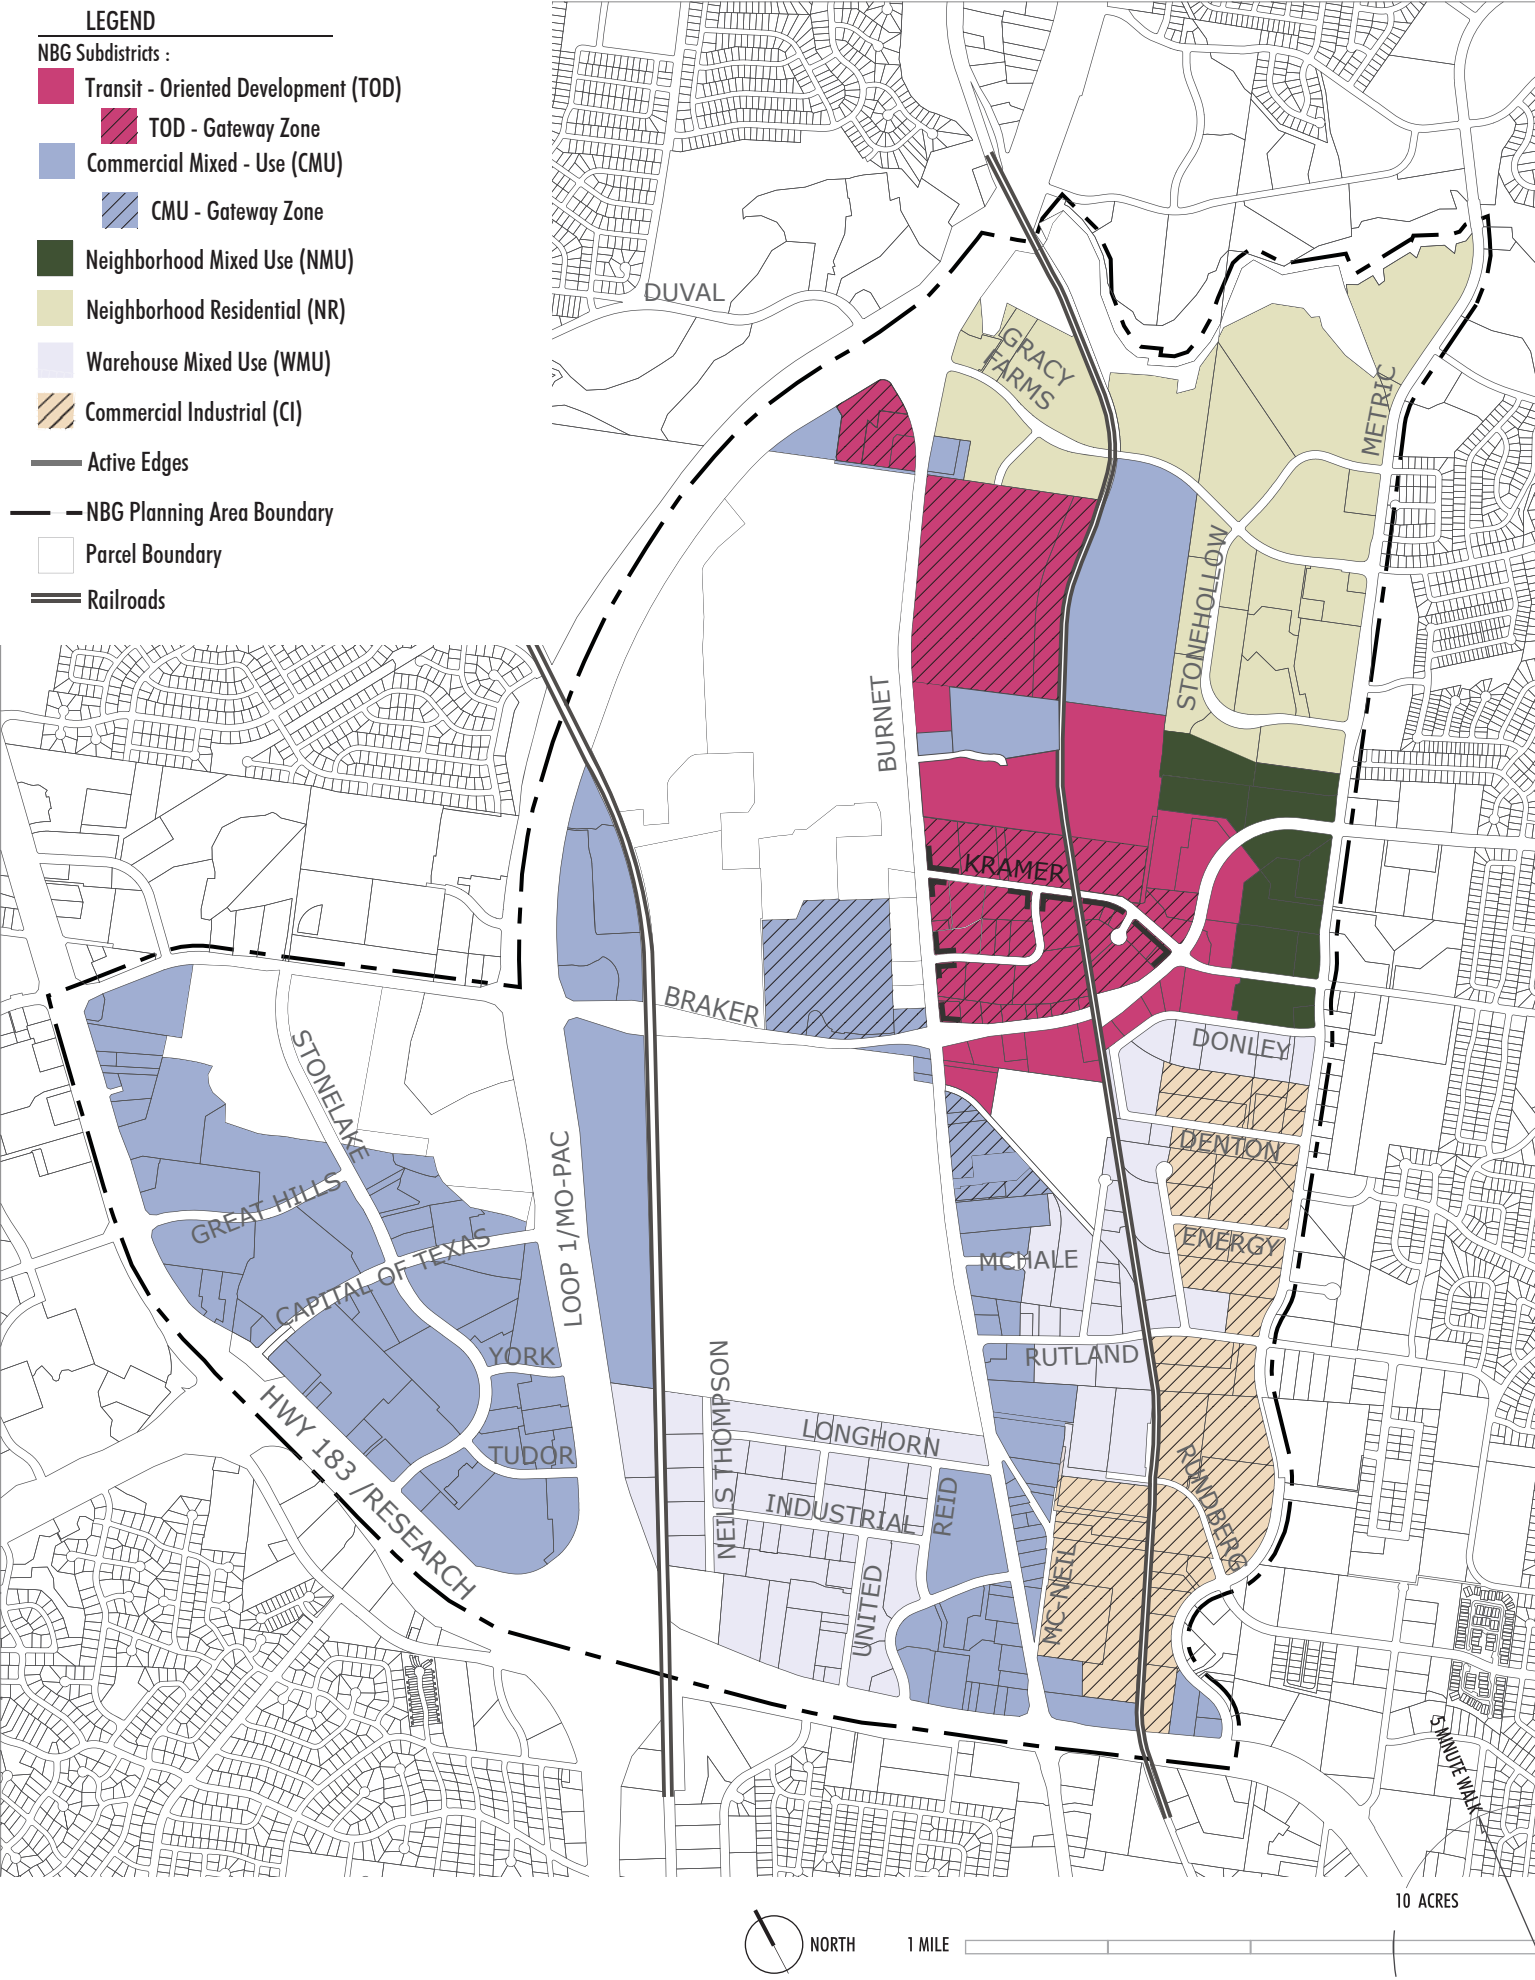 LEGEND
NBG Subdistricts :
Transit - Oriented Development (TOD)
TOD - Gateway Zone
Commercial Mixed - Use (CMU)
CMU - Gateway Zone
Neighborhood Mixed Use (NMU)
Neighborhood Residential (NR)
Warehouse Mixed Use (WMU)
Commercial Industrial (CI)
Active Edges
NBG Planning Area Boundary
Parcel Boundary
Railroads
DUVAL
GRACY
FARMS
METRIC
STONEHOLLOW
BURNET
KRAMER
BRAKER
DONLEY
STONELAKE
DENTON
GREAT HILLS
LOOP 1/MO-PAC
CAPITAL OF TEXAS
ENERGY
MCHALE
YORK
RUTLAND
HWY 183 /RESEARCH
NEILS THOMPSON
LONGHORN
TUDOR
RUNDBERG
INDUSTRIAL
REID
UNITED
MC-NEIL
5 MINUTE WALK
10 ACRES
NORTH
1 MILE